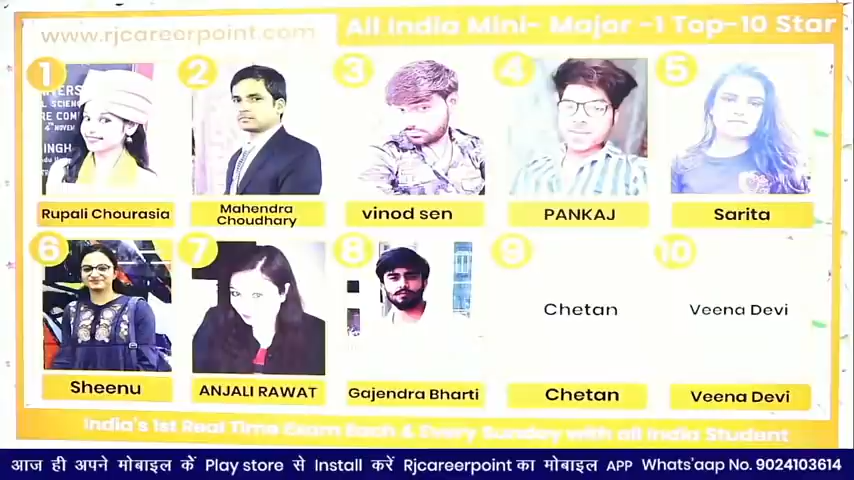 www.rjcareerpoint.com
All India Mini- Major -1 Top-10 Star
1
2
3
4
5
Rupali Chourasia
Mahendra Choudhary
vinod sen
PANKAJ
Sarita
6
7
8
9
10
Chetan
Veena Devi
Sheenu
ANJALI RAWAT
Gajendra Bharti
Chetan
Veena Devi
India's 1st Real Time Exam Each & Every Sunday with all India Student
आज ही अपने मोबाइल में Play store से Install करें Rjcareerpoint का मोबाइल APP Whats'aap No. 9024103614